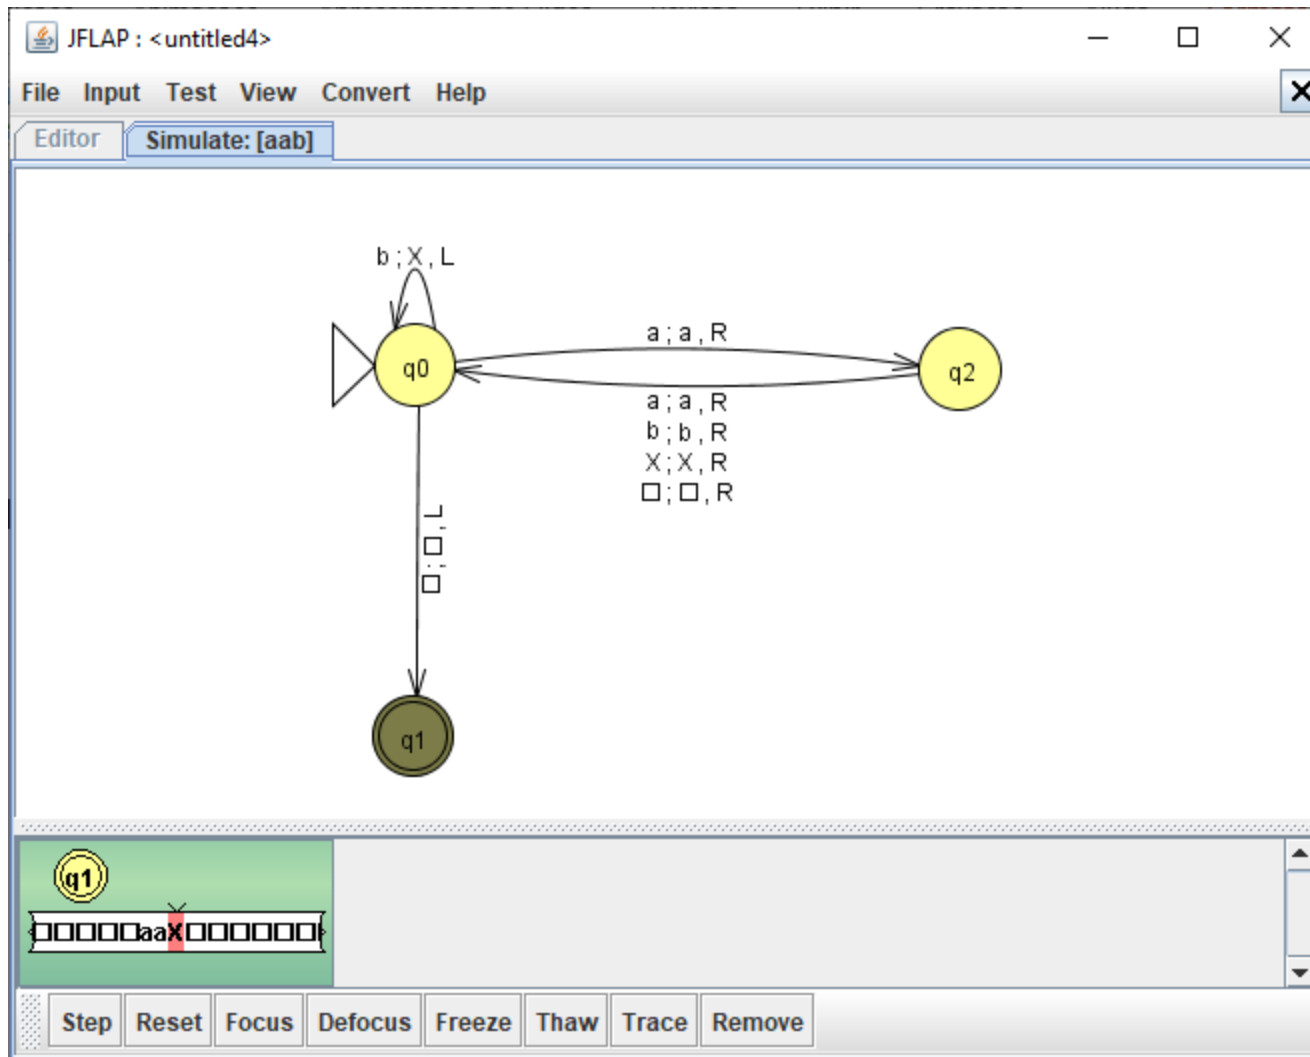 JFLAP : <untitled4>
File Input Test View Convert Help
Editor Simulate: [aab]
b ; X , L
a ; a , R
q0
q2
a ; a , R
b ; b , R
X ; X , R
□ ; □ , R
□ ; □ , L
q1
q1
□□□□□aaX□□□□□□□
Step Reset Focus Defocus Freeze Thaw Trace Remove